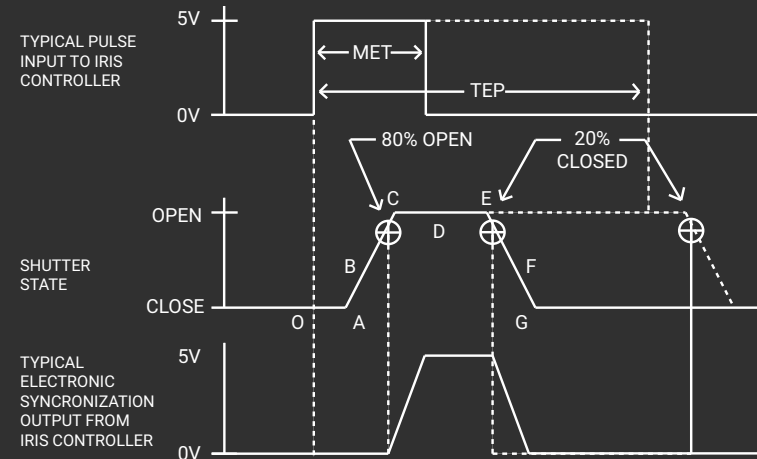 5V
TYPICAL PULSE
INPUT TO IRIS
CONTROLLER
MET
TEP
0V
80% OPEN
20%
CLOSED
C
E
OPEN
D
B
F
SHUTTER
STATE
CLOSE
O
A
G
5V
TYPICAL
ELECTRONIC
SYNCRONIZATION
OUTPUT FROM
IRIS CONTROLLER
0V